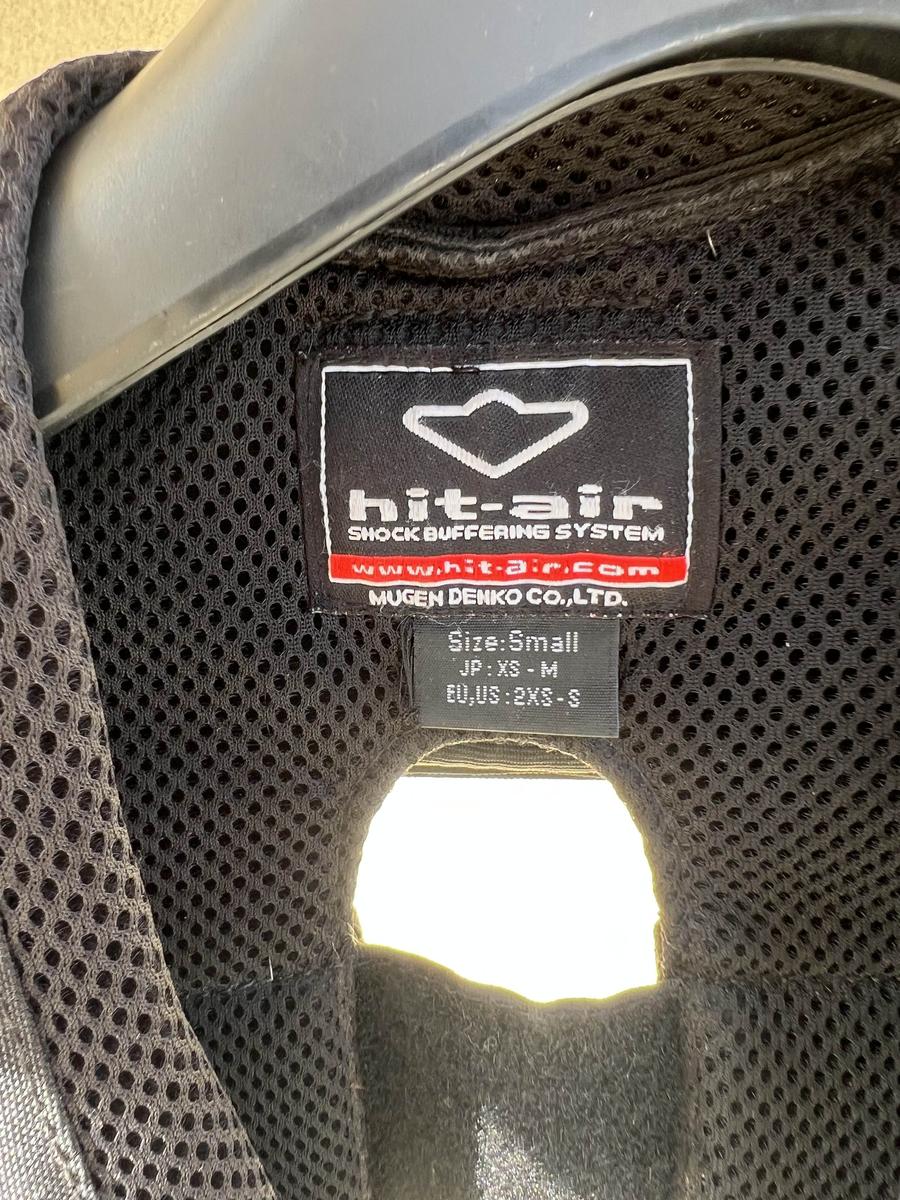 hit-air
SHOCK BUFFERING SYSTEM
www.hit-air.com
MUGEN DENKO CO.,LTD.
Size:Small
JP : XS - M
EU,US : 2XS - S